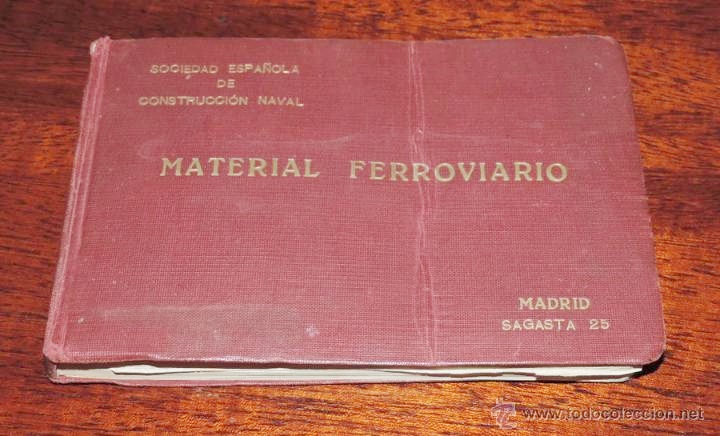 SOCIEDAD ESPAÑOLA
DE
CONSTRUCCIÓN NAVAL
MATERIAL FERROVIARIO
MADRID
SAGASTA 25
www.todocoleccion.net